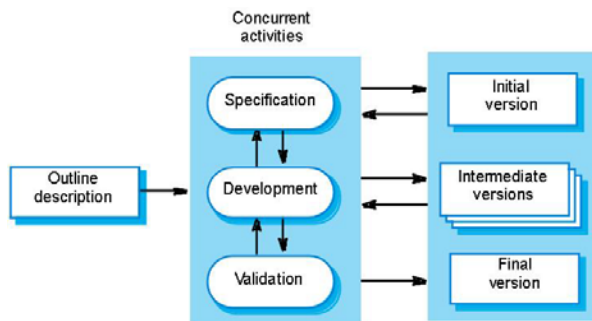 Concurrent
activities
Specification
Initial
version
Outline
description
Development
Intermediate
versions
Validation
Final
version